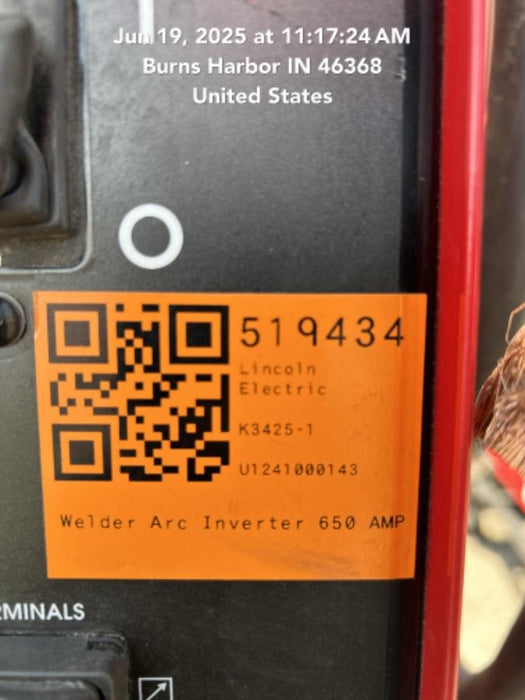 Jun 19, 2025 at 11:17:24 AM
Burns Harbor IN 46368
United States
519434
Lincoln
Electric
K3425-1
U1241000143
Welder Arc Inverter 650 AMP